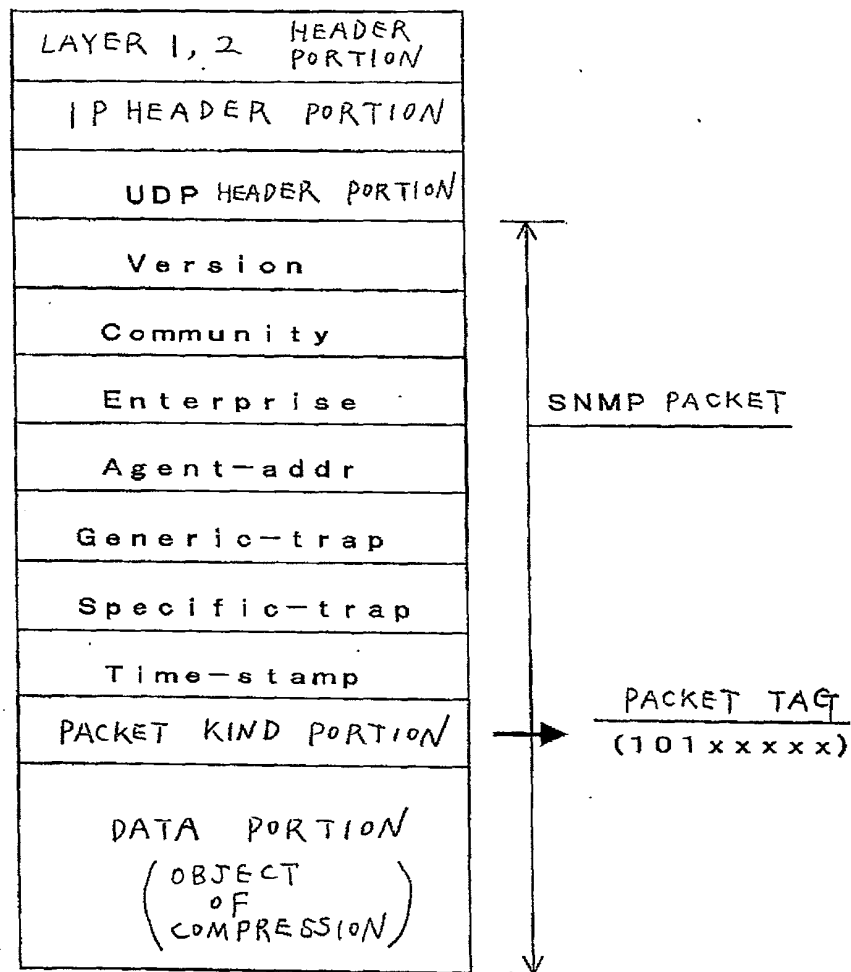 LAYER 1, 2 HEADER
PORTION
IP HEADER PORTION
UDP HEADER PORTION
Version
Community
Enterprise
SNMP PACKET
Agent-addr
Generic-trap
Specific-trap
Time-stamp
PACKET KIND PORTION
PACKET TAG
(101xxxxx)
DATA PORTION
(OBJECT
OF
COMPRESSION)